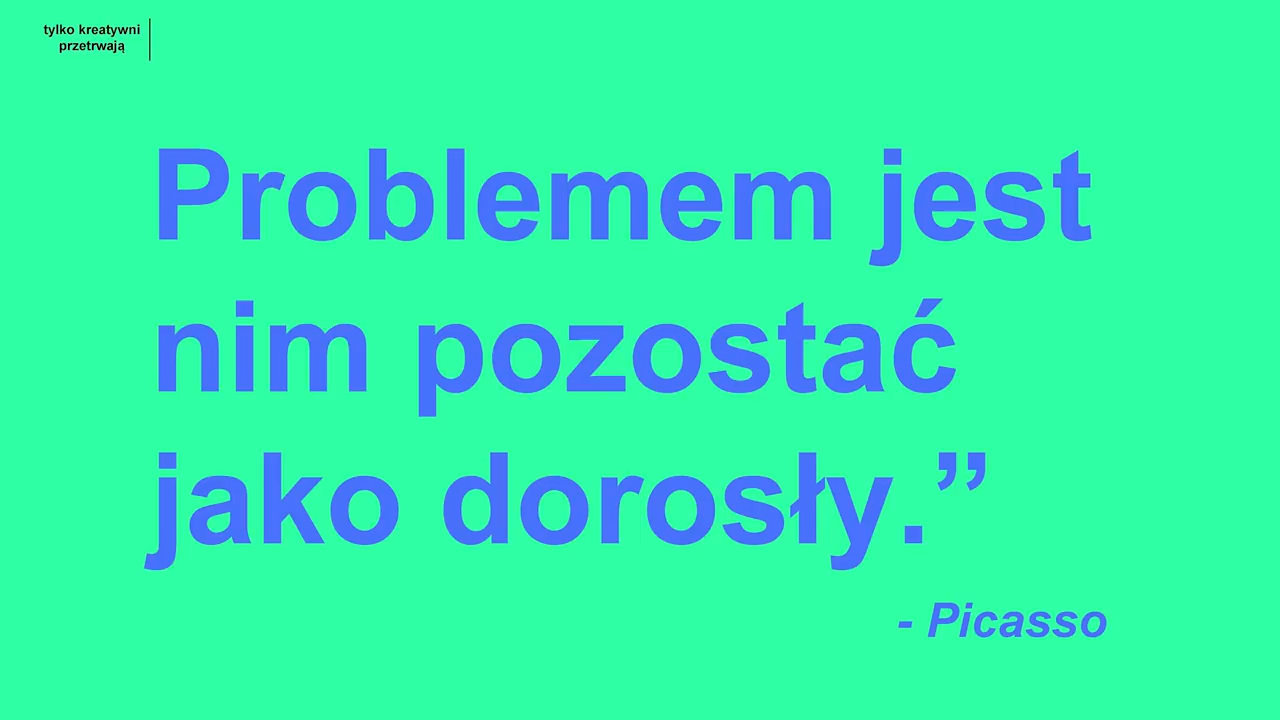 tylko kreatywni
przetrwają
Problemem jest
nim pozostać
jako dorosły.”
- Picasso